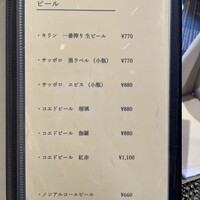 ビール
・キリン 一番搾り 生ビール ¥770
・サッポロ 黒ラベル (小瓶) ¥770
・サッポロ エビス (小瓶) ¥880
・コエドビール 瑠璃 ¥880
・コエドビール 伽羅 ¥880
・コエドビール 紅赤 ¥1,100
・ノンアルコールビール ¥660